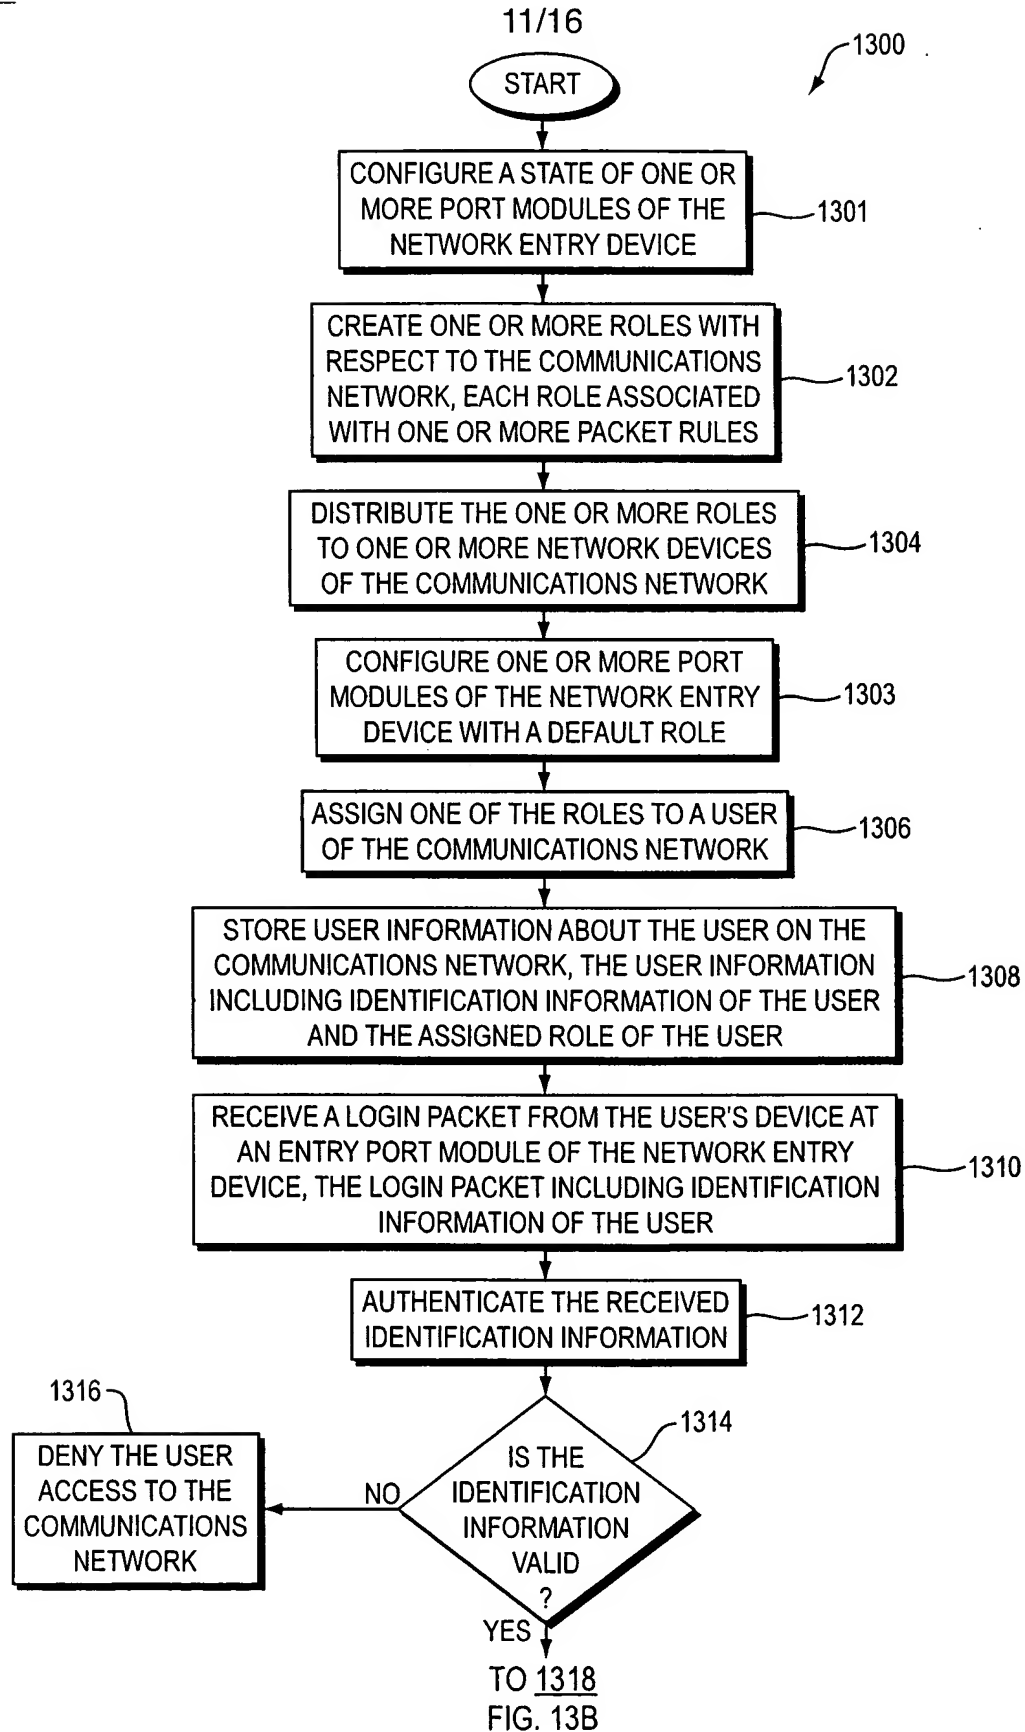 11/16
1300
START
CONFIGURE A STATE OF ONE OR
MORE PORT MODULES OF THE
NETWORK ENTRY DEVICE
1301
CREATE ONE OR MORE ROLES WITH
RESPECT TO THE COMMUNICATIONS
NETWORK, EACH ROLE ASSOCIATED
WITH ONE OR MORE PACKET RULES
1302
DISTRIBUTE THE ONE OR MORE ROLES
TO ONE OR MORE NETWORK DEVICES
OF THE COMMUNICATIONS NETWORK
1304
CONFIGURE ONE OR MORE PORT
MODULES OF THE NETWORK ENTRY
DEVICE WITH A DEFAULT ROLE
1303
ASSIGN ONE OF THE ROLES TO A USER
OF THE COMMUNICATIONS NETWORK
1306
STORE USER INFORMATION ABOUT THE USER ON THE
COMMUNICATIONS NETWORK, THE USER INFORMATION
INCLUDING IDENTIFICATION INFORMATION OF THE USER
AND THE ASSIGNED ROLE OF THE USER
1308
RECEIVE A LOGIN PACKET FROM THE USER'S DEVICE AT
AN ENTRY PORT MODULE OF THE NETWORK ENTRY
DEVICE, THE LOGIN PACKET INCLUDING IDENTIFICATION
INFORMATION OF THE USER
1310
AUTHENTICATE THE RECEIVED
IDENTIFICATION INFORMATION
1312
1316
DENY THE USER
ACCESS TO THE
COMMUNICATIONS
NETWORK
NO
1314
IS THE
IDENTIFICATION
INFORMATION
VALID
?
YES
TO 1318
FIG. 13B